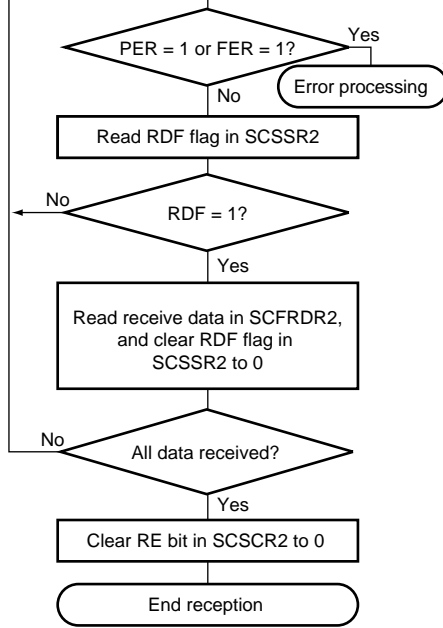 Yes
PER = 1 or FER = 1?
Error processing
No
Read RDF flag in SCSSR2
No
RDF = 1?
Yes
Read receive data in SCFRDR2,
and clear RDF flag in
SCSSR2 to 0
No
All data received?
Yes
Clear RE bit in SCSCR2 to 0
End reception